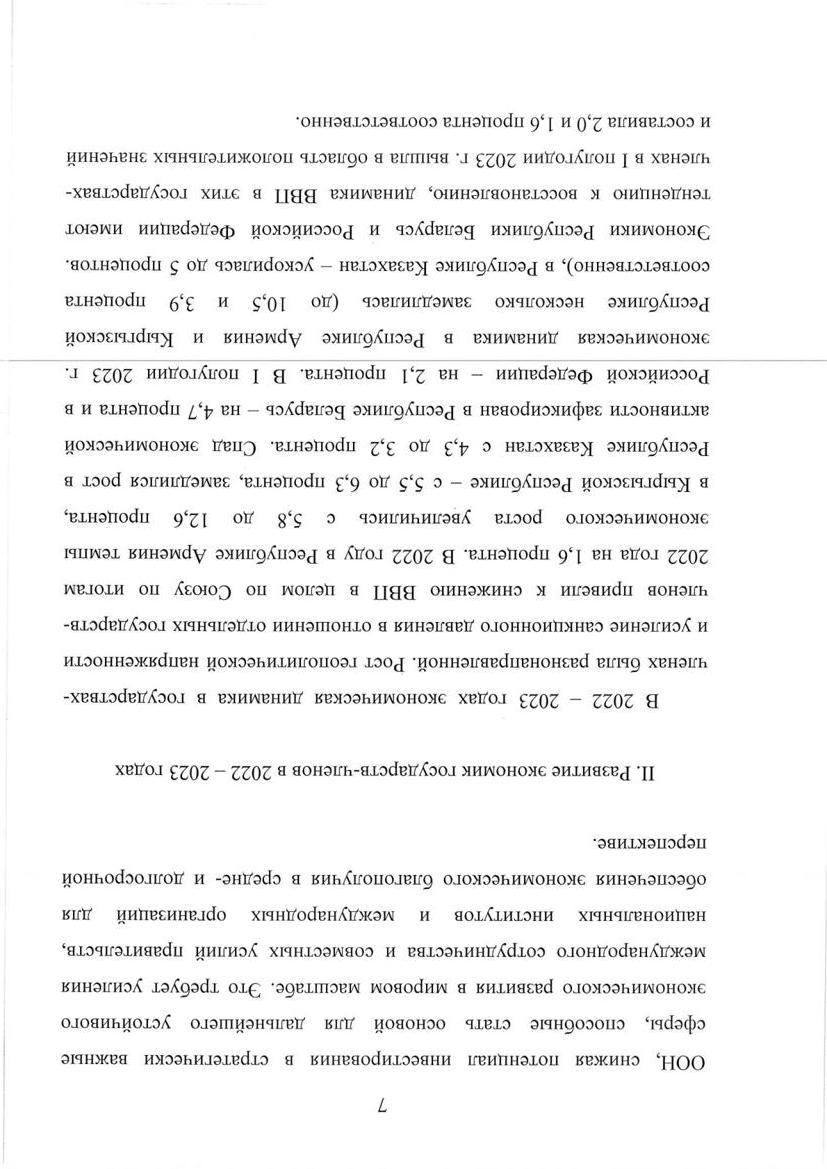 7
ООН, снижая потенциал инвестирования в стратегически важные
сферы, способные стать основой для дальнейшего устойчивого
экономического развития в мировом масштабе. Это требует усиления
международного сотрудничества и совместных усилий правительств,
национальных институтов и международных организаций для
обеспечения экономического благополучия в средне- и долгосрочной
перспективе.
II. Развитие экономик государств-членов в 2022 – 2023 годах
В 2022 – 2023 годах экономическая динамика в государствах-
членах была разнонаправленной. Рост геополитической напряженности
и усиление санкционного давления в отношении отдельных государств-
членов привели к снижению ВВП в целом по Союзу по итогам
2022 года на 1,6 процента. В 2022 году в Республике Армения темпы
экономического роста увеличились с 5,8 до 12,6 процента,
в Кыргызской Республике – с 5,5 до 6,3 процента, замедлился рост в
Республике Казахстан с 4,3 до 3,2 процента. Спад экономической
активности зафиксирован в Республике Беларусь – на 4,7 процента и в
Российской Федерации – на 2,1 процента. В I полугодии 2023 г.
экономическая динамика в Республике Армения и Кыргызской
Республике несколько замедлилась (до 10,5 и 3,9 процента
соответственно), в Республике Казахстан – ускорилась до 5 процентов.
Экономики Республики Беларусь и Российской Федерации имеют
тенденцию к восстановлению, динамика ВВП в этих государствах-
членах в I полугодии 2023 г. вышла в область положительных значений
и составила 2,0 и 1,6 процента соответственно.